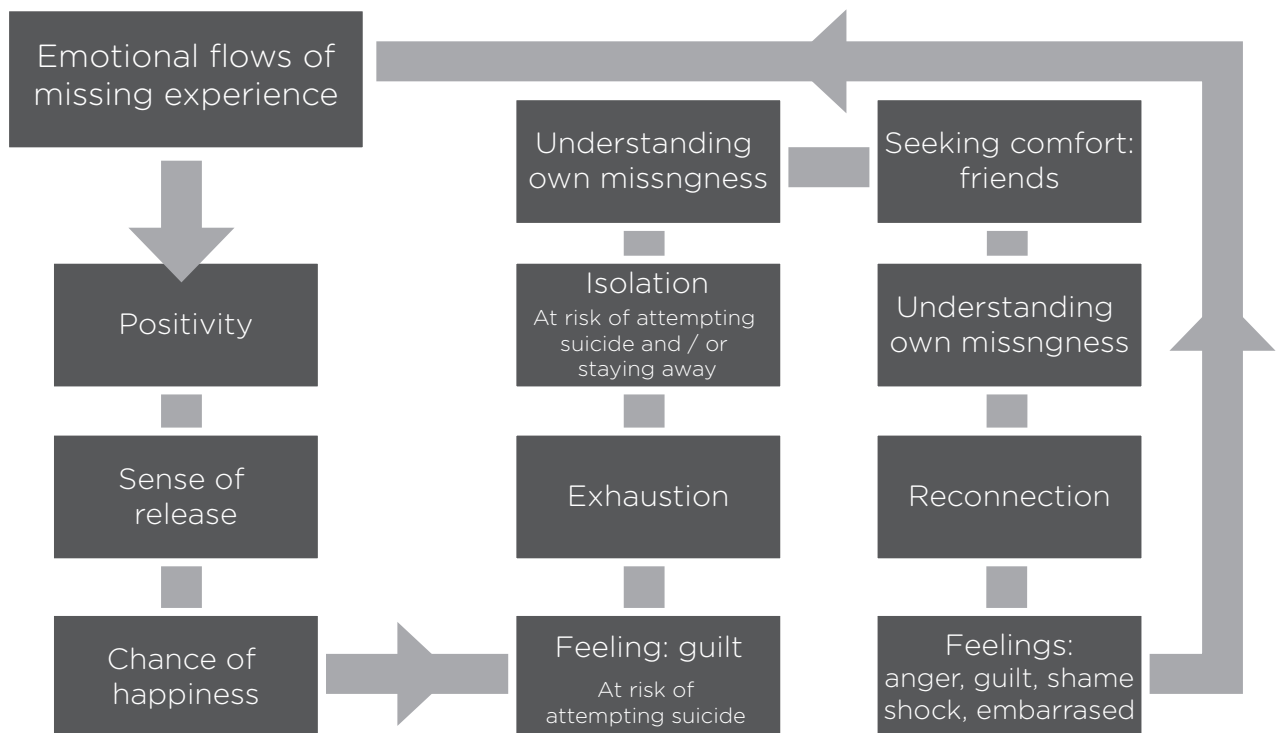 Emotional flows of
missing experience
Positivity
Sense of
release
Chance of
happiness
Feeling: guilt
At risk of
attempting suicide
Exhaustion
Isolation
At risk of attempting
suicide and / or
staying away
Understanding
own missngness
Seeking comfort:
friends
Understanding
own missngness
Reconnection
Feelings:
anger, guilt, shame
shock, embarrased